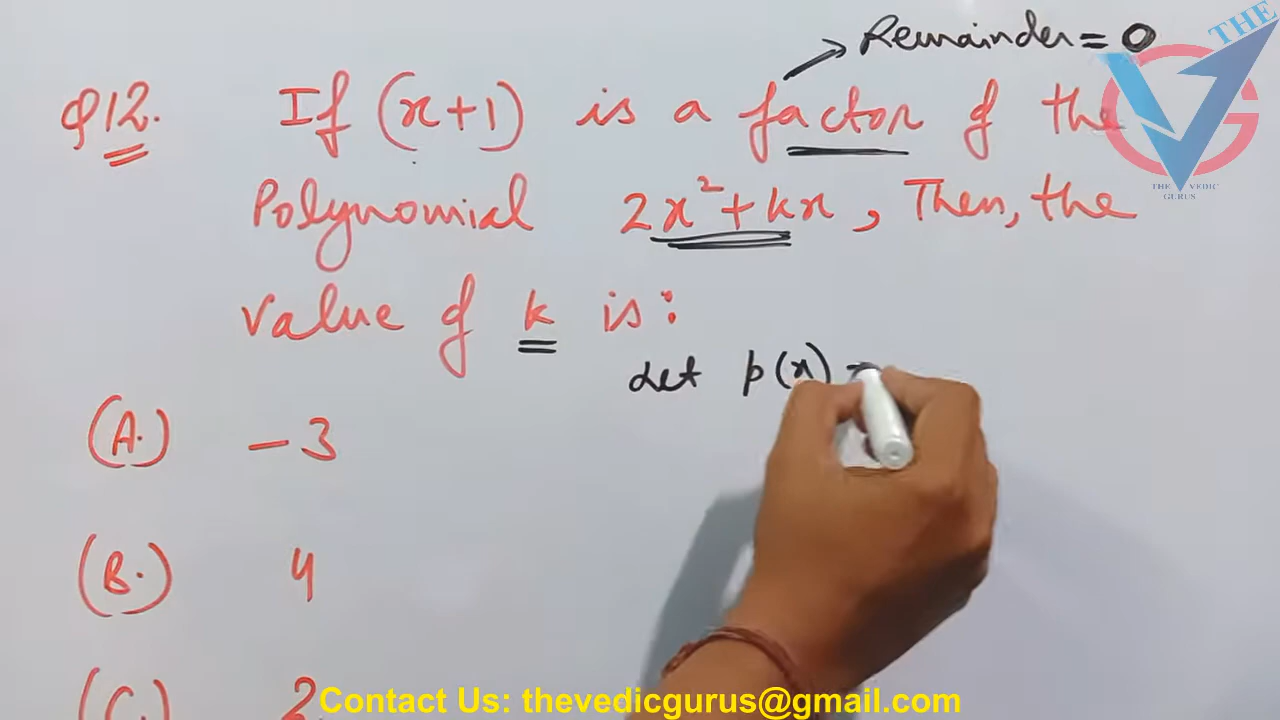 Remainder = 0
Q12. If (x+1) is a factor of the
Polynomial 2x² + kx, Then, the
value of k is:
Let p(x) =
(A.) -3
(B.) 4
(C.) 2
THE
THE VEDIC
GURUS
Contact Us: thevedicgurus@gmail.com